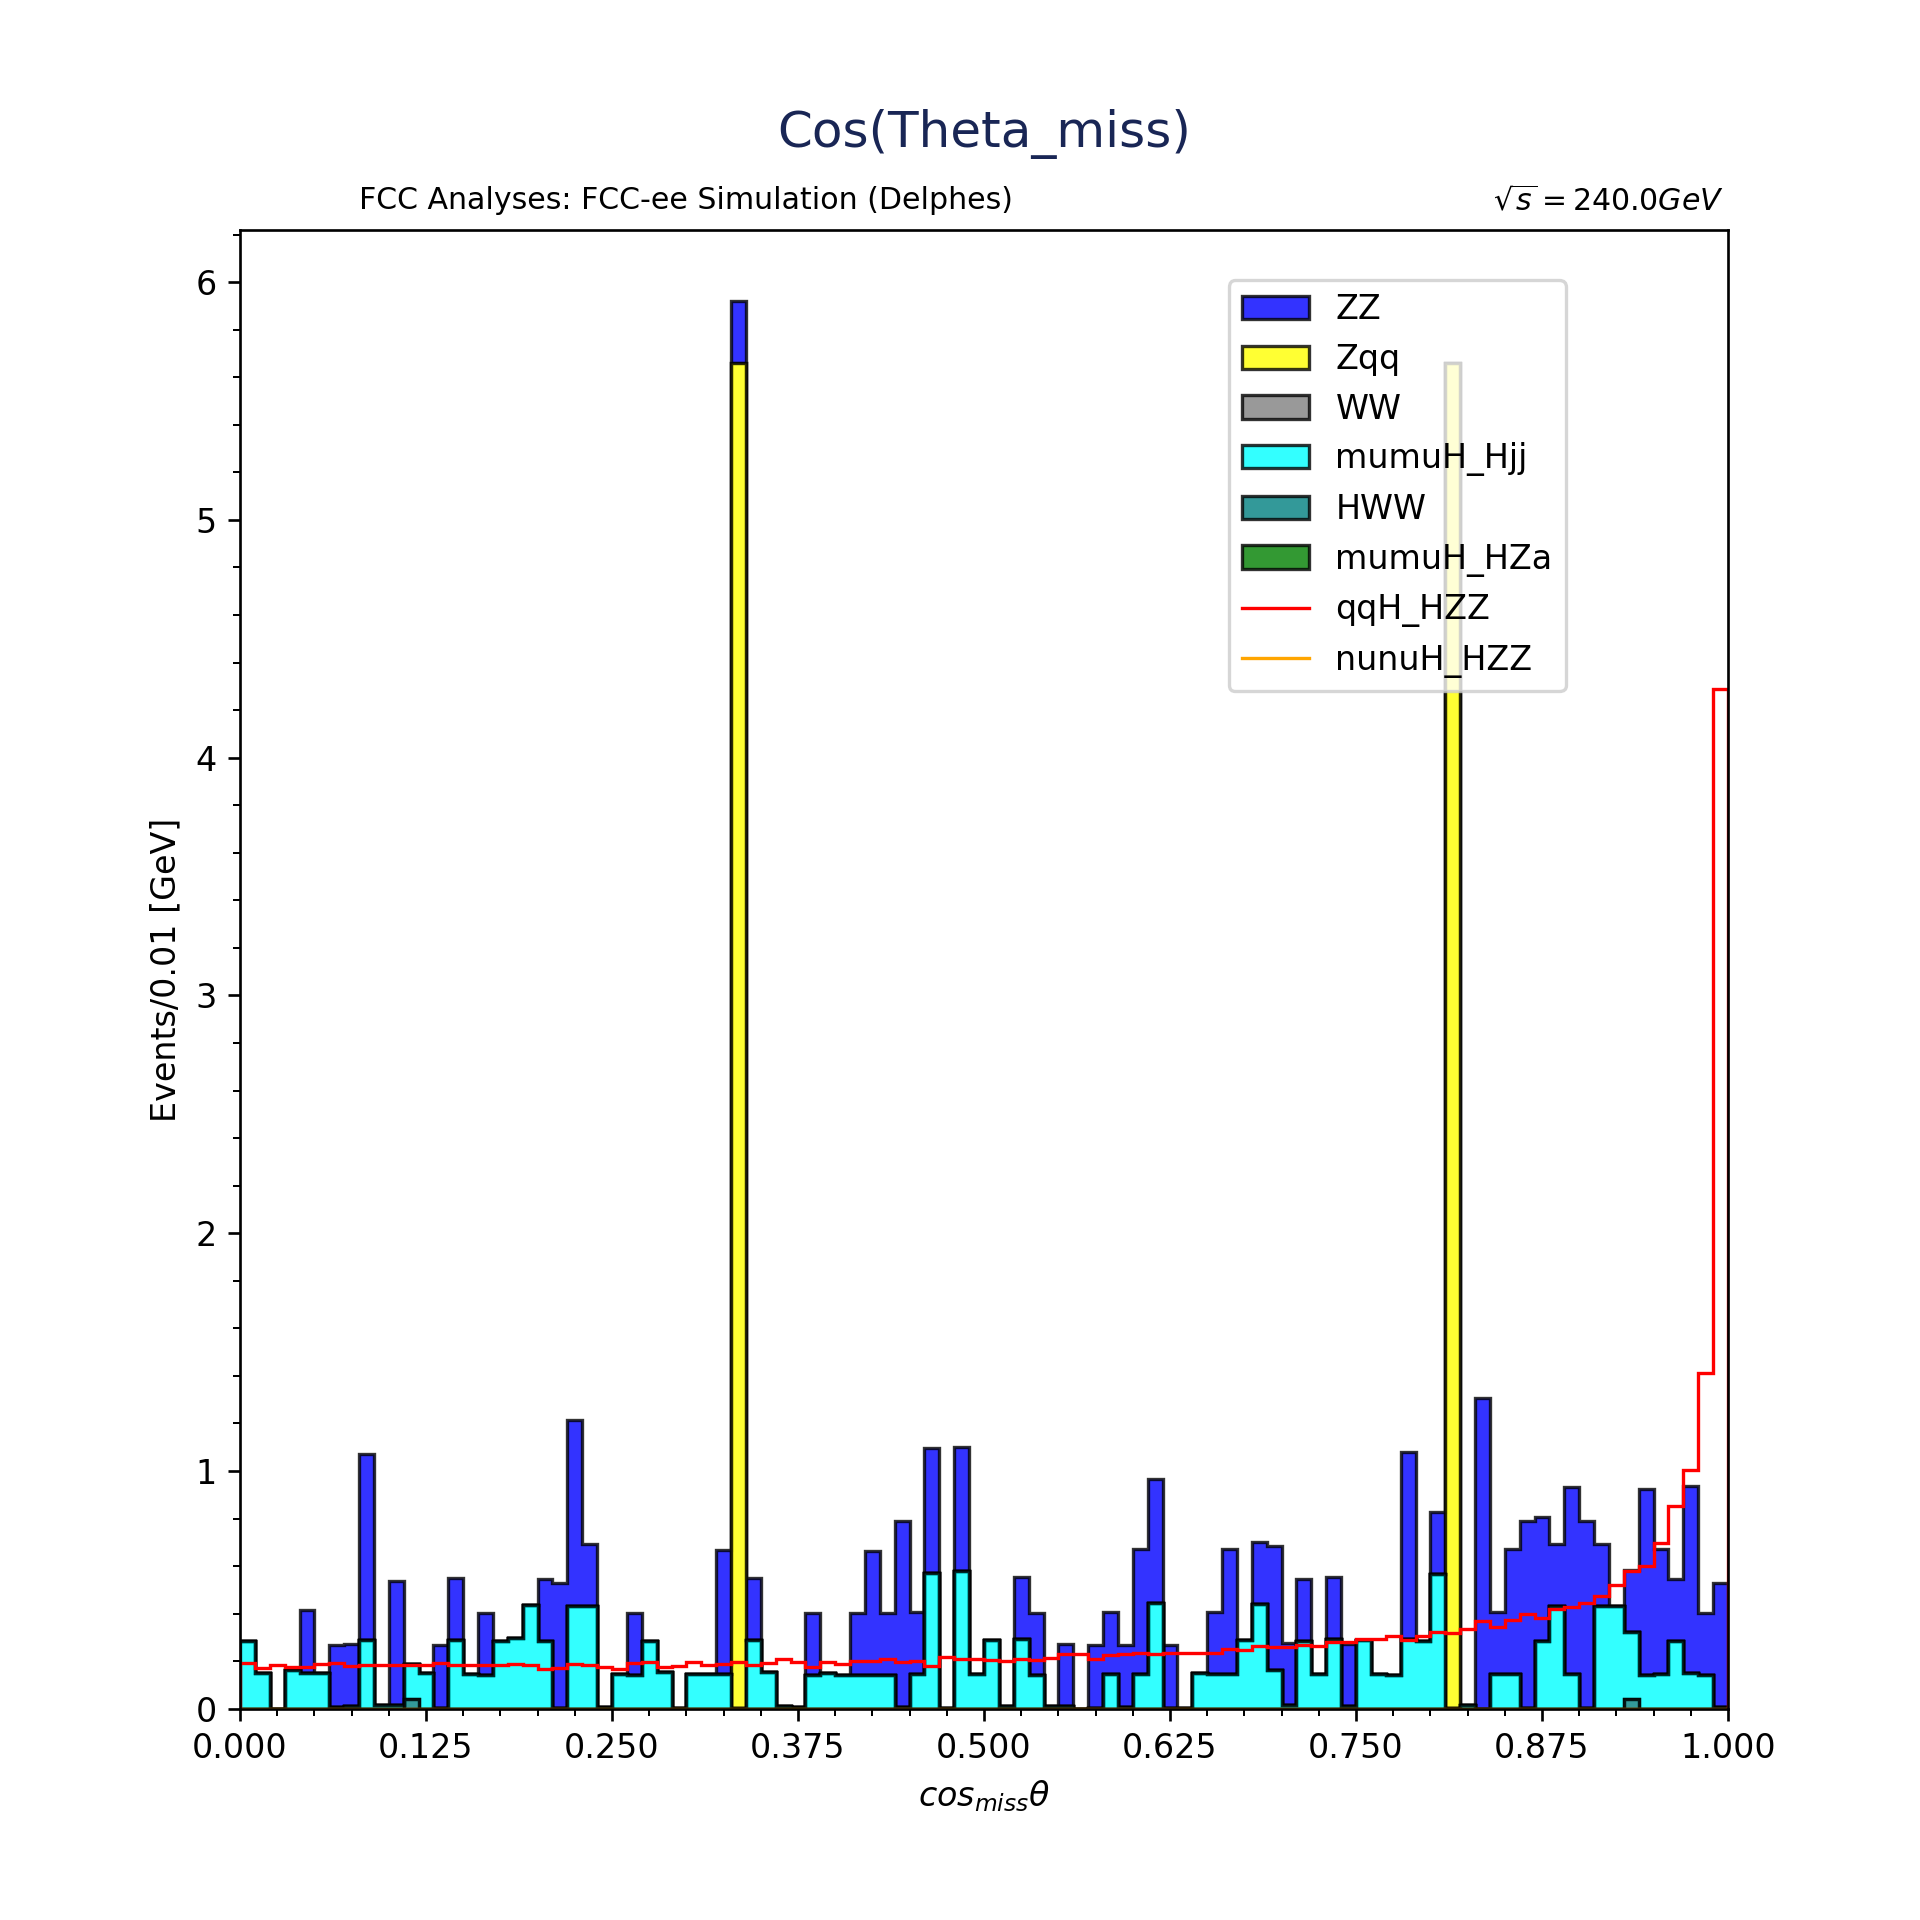 Cos(Theta_miss)
FCC Analyses: FCC-ee Simulation (Delphes)
√s = 240.0GeV
ZZ
Zqq
WW
mumuH_Hjj
HWW
mumuH_HZa
qqH_HZZ
nunuH_HZZ
Events/0.01 [GeV]
6
5
4
3
2
1
0
0.000 0.125 0.250 0.375 0.500 0.625 0.750 0.875 1.000
cos_miss θ